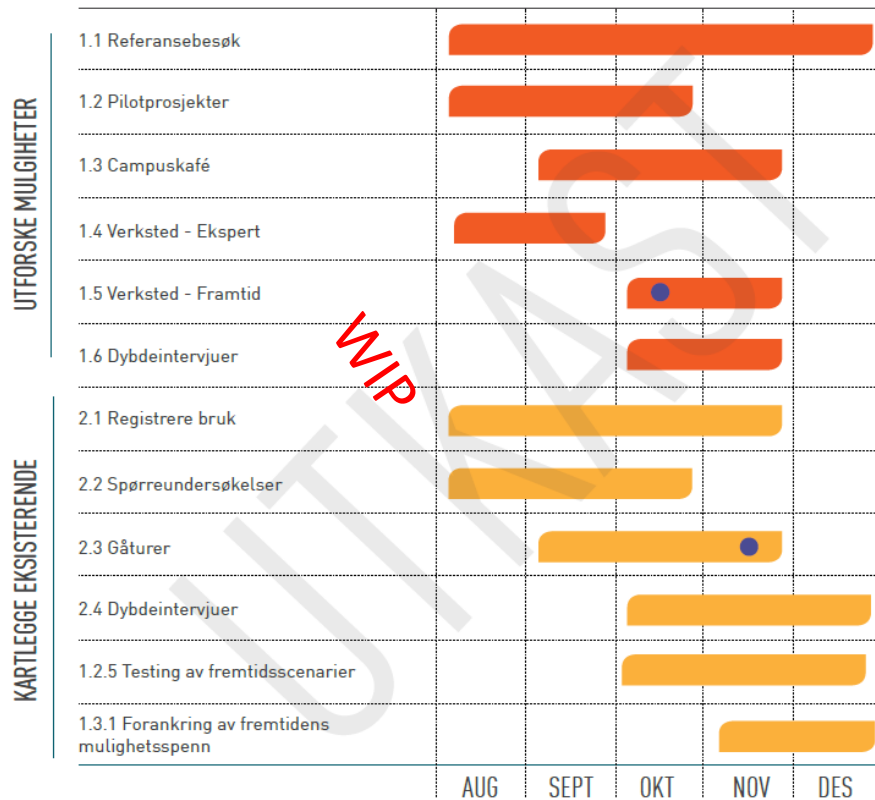 UTFORSKE MULGIHETER
1.1 Referansebesøk
1.2 Pilotprosjekter
1.3 Campuskafé
1.4 Verksted - Ekspert
1.5 Verksted - Framtid
1.6 Dybdeintervjuer
WIP
UTKAST
KARTLEGGE EKSISTERENDE
2.1 Registrere bruk
2.2 Spørreundersøkelser
2.3 Gåturer
2.4 Dybdeintervjuer
1.2.5 Testing av fremtidsscenarier
1.3.1 Forankring av fremtidens
mulighetsspenn
AUG SEPT OKT NOV DES